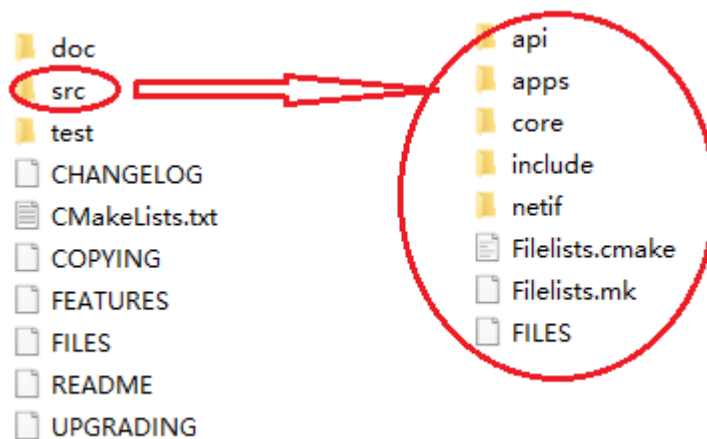 doc
src
test
CHANGELOG
CMakeLists.txt
COPYING
FEATURES
FILES
README
UPGRADING
api
apps
core
include
netif
Filelists.cmake
Filelists.mk
FILES